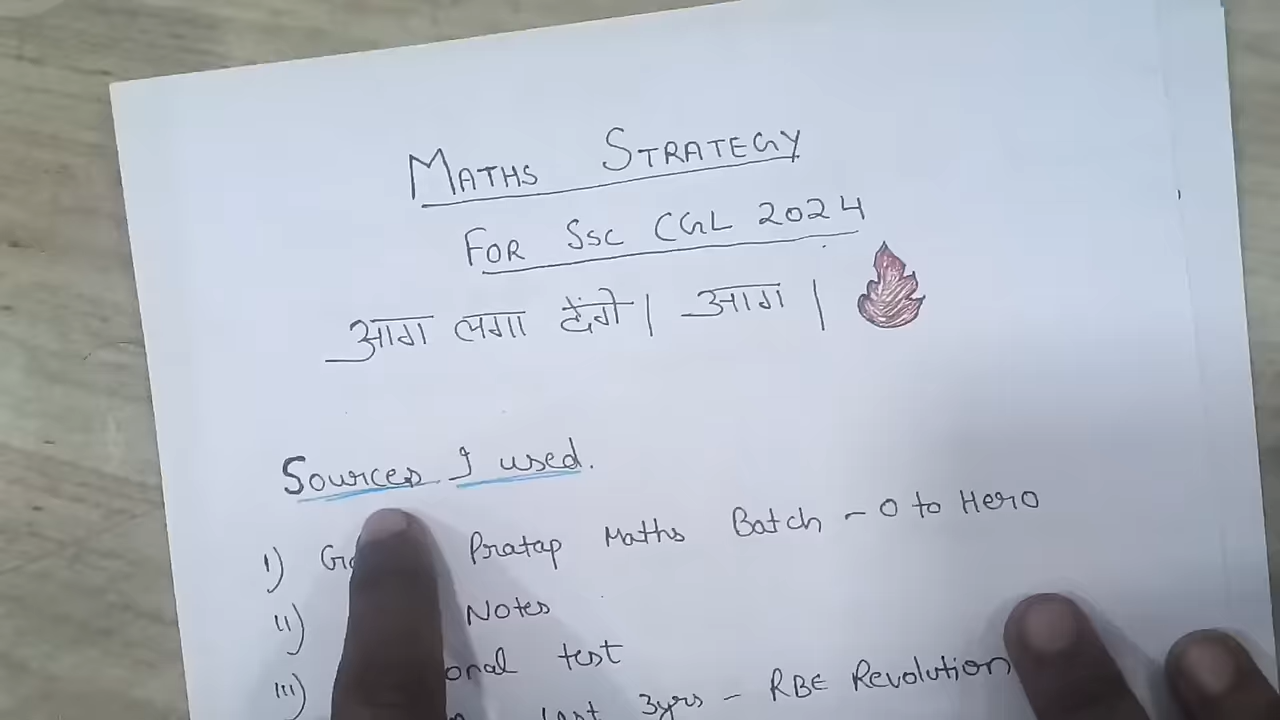 MATHS STRATEGY
FOR SSC CGL 2024
आग लगा देंगे | आग |
Sources I used.
I) Pratap Maths Batch - 0 to Hero
II) Notes
III) test
last 3yrs - RBE Revolution